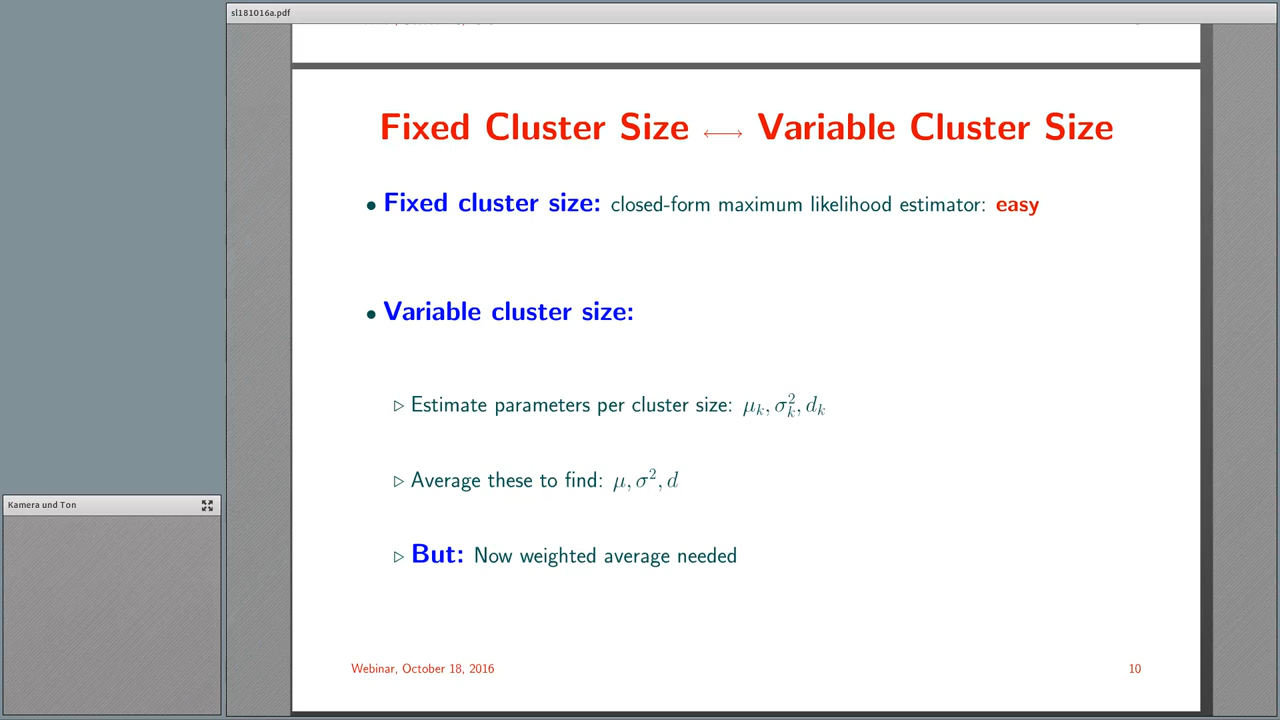 sl181016a.pdf
Fixed Cluster Size ⟷ Variable Cluster Size
• Fixed cluster size: closed-form maximum likelihood estimator: easy
• Variable cluster size:
▷ Estimate parameters per cluster size: μ_k, σ_k^2, d_k
▷ Average these to find: μ, σ^2, d
▷ But: Now weighted average needed
Kamera und Ton
Webinar, October 18, 2016
10